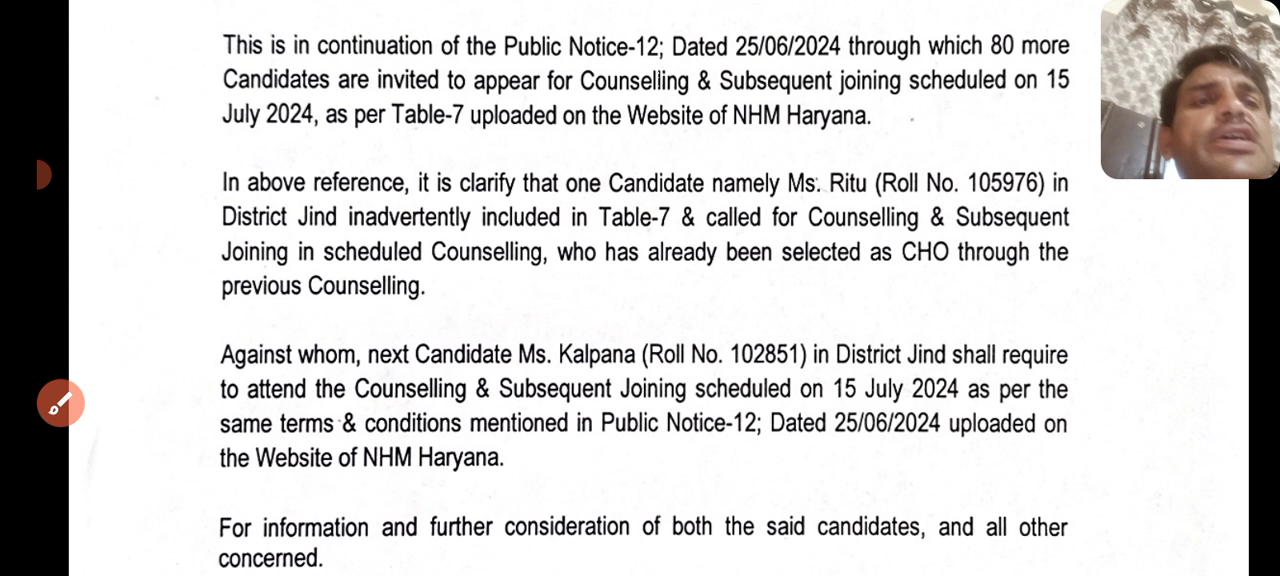 This is in continuation of the Public Notice-12; Dated 25/06/2024 through which 80 more
Candidates are invited to appear for Counselling & Subsequent joining scheduled on 15
July 2024, as per Table-7 uploaded on the Website of NHM Haryana.
In above reference, it is clarify that one Candidate namely Ms. Ritu (Roll No. 105976) in
District Jind inadvertently included in Table-7 & called for Counselling & Subsequent
Joining in scheduled Counselling, who has already been selected as CHO through the
previous Counselling.
Against whom, next Candidate Ms. Kalpana (Roll No. 102851) in District Jind shall require
to attend the Counselling & Subsequent Joining scheduled on 15 July 2024 as per the
same terms & conditions mentioned in Public Notice-12; Dated 25/06/2024 uploaded on
the Website of NHM Haryana.
For information and further consideration of both the said candidates, and all other
concerned.